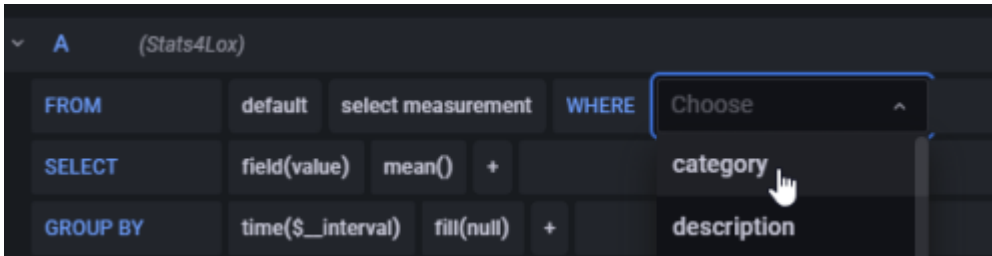 A (Stats4Lox)
FROM default select measurement WHERE Choose
SELECT field(value) mean() + category
GROUP BY time($__interval) fill(null) + description